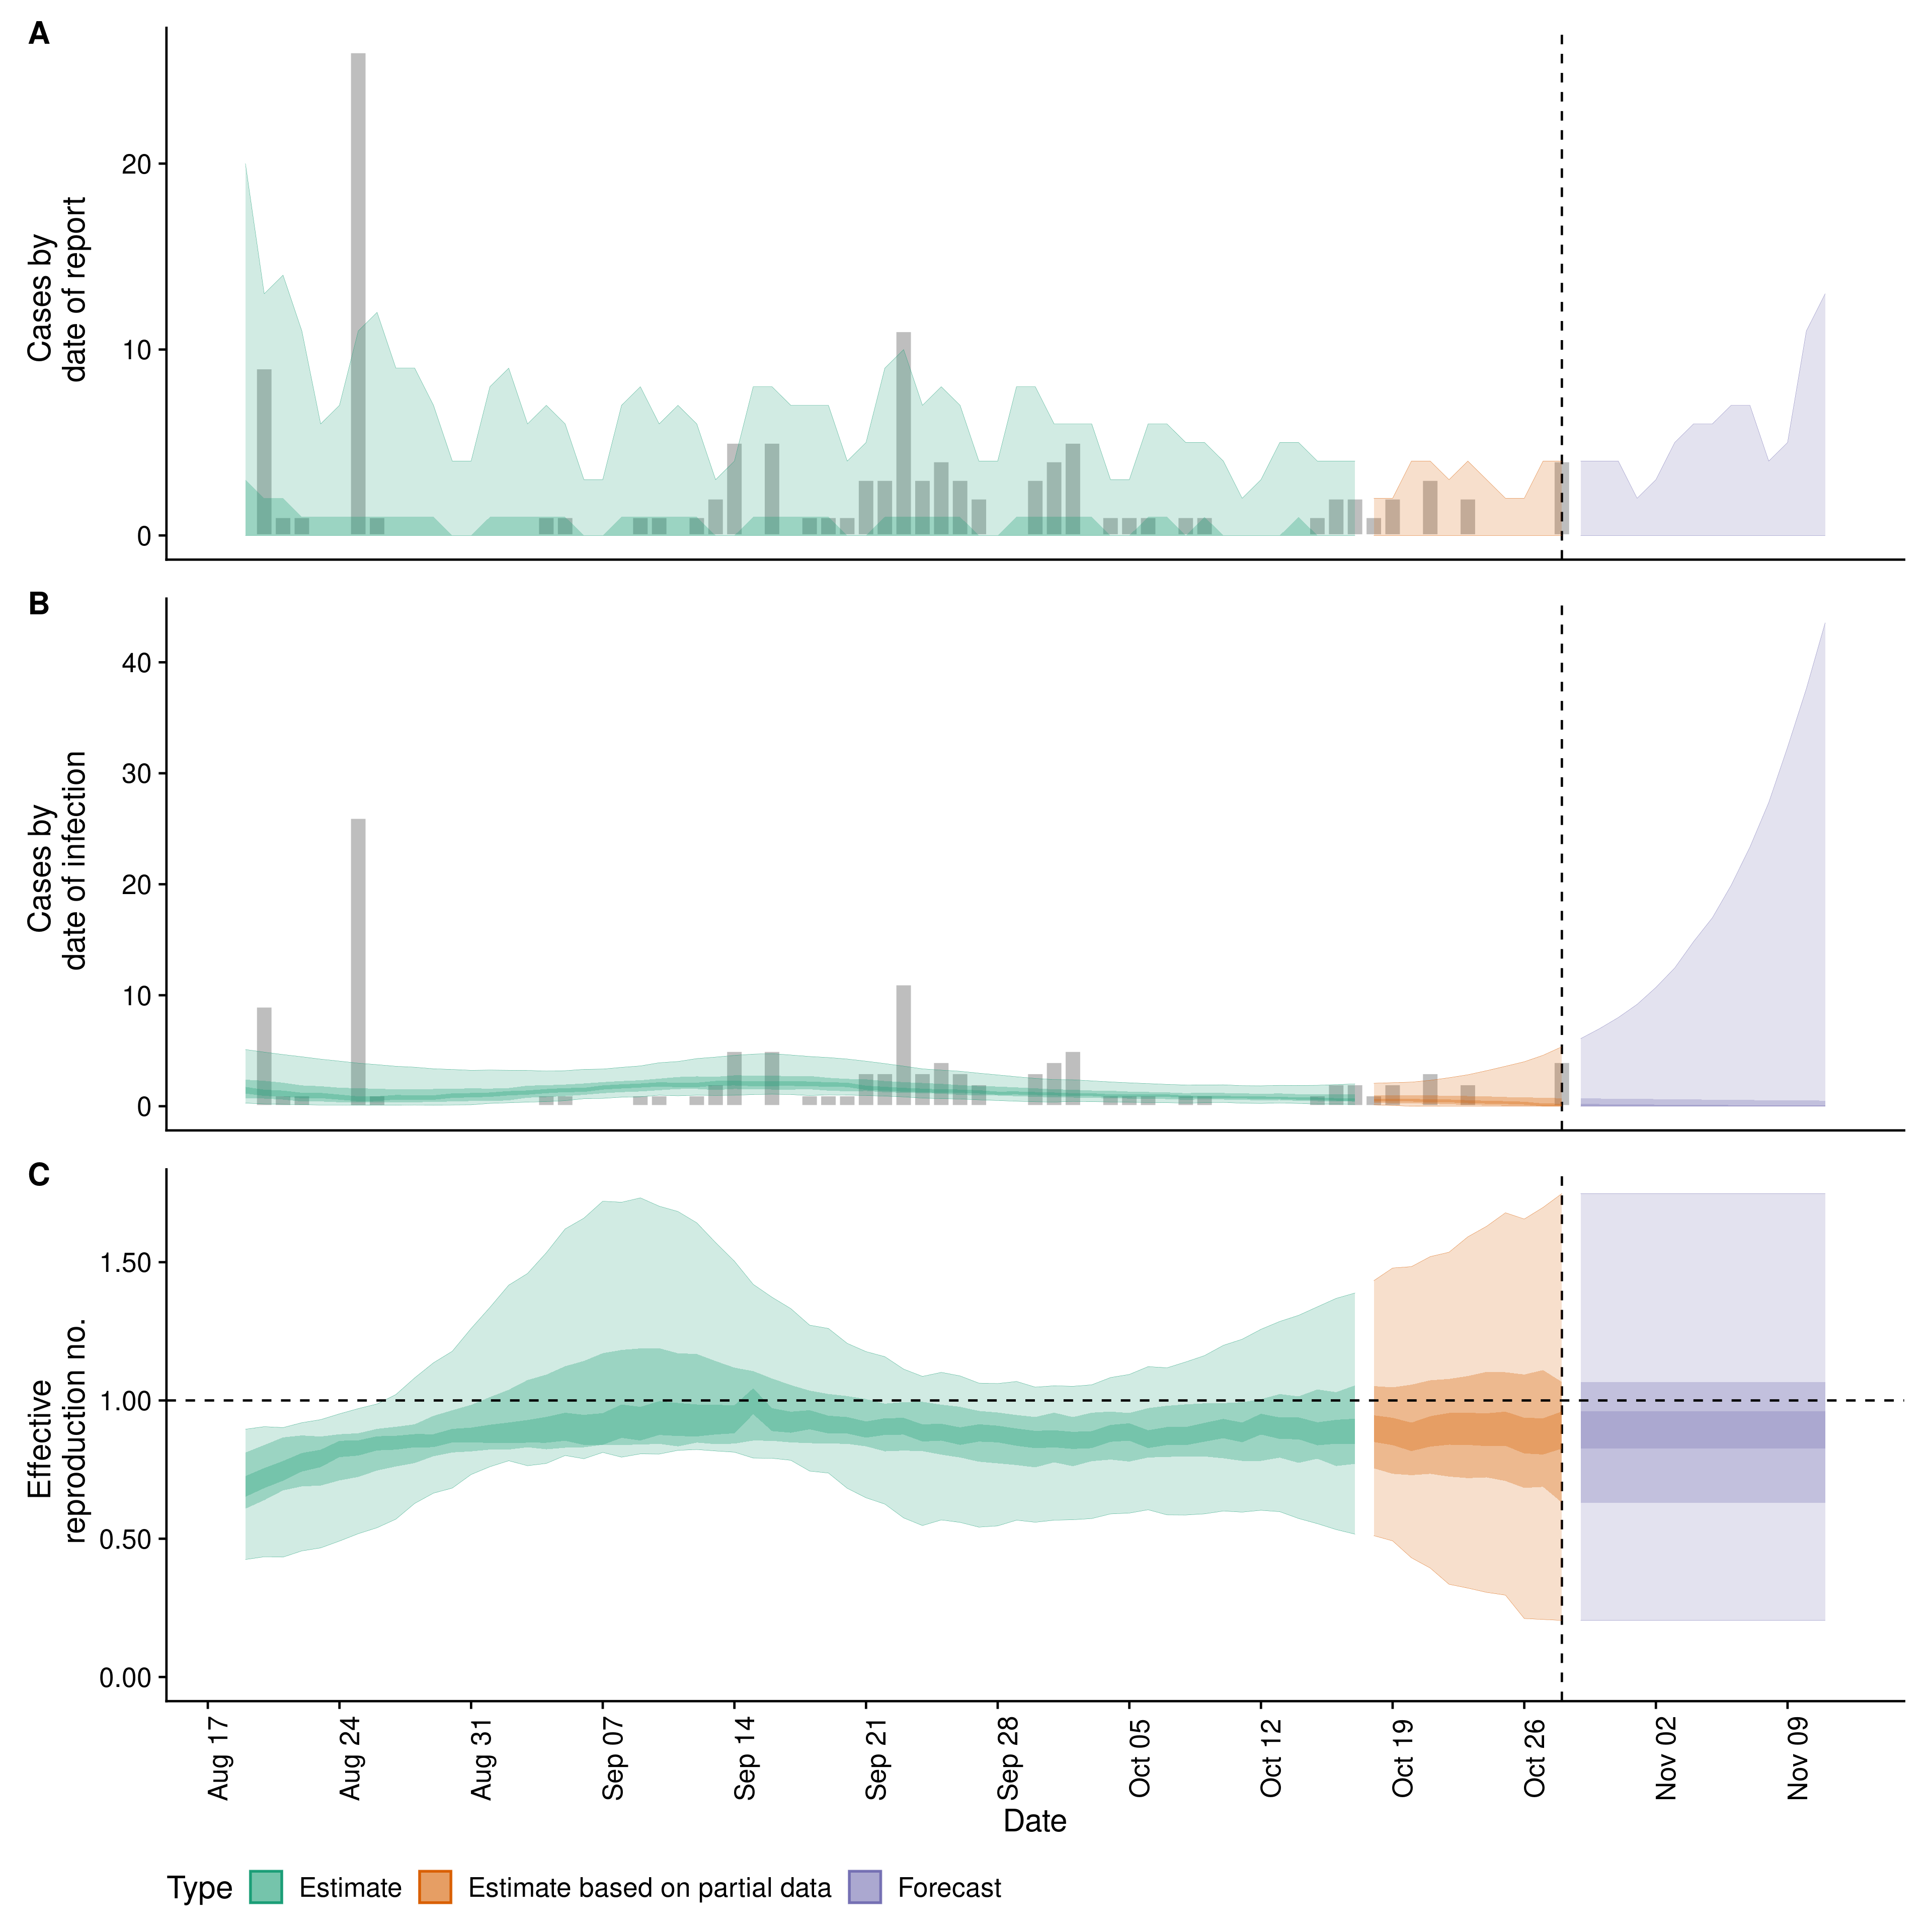 A
Cases by
date of report
20
10
0
B
Cases by
date of infection
40
30
20
10
0
C
Effective
reproduction no.
1.50
1.00
0.50
0.00
Aug 17
Aug 24
Aug 31
Sep 07
Sep 14
Sep 21
Sep 28
Oct 05
Oct 12
Oct 19
Oct 26
Nov 02
Nov 09
Date
Type Estimate Estimate based on partial data Forecast